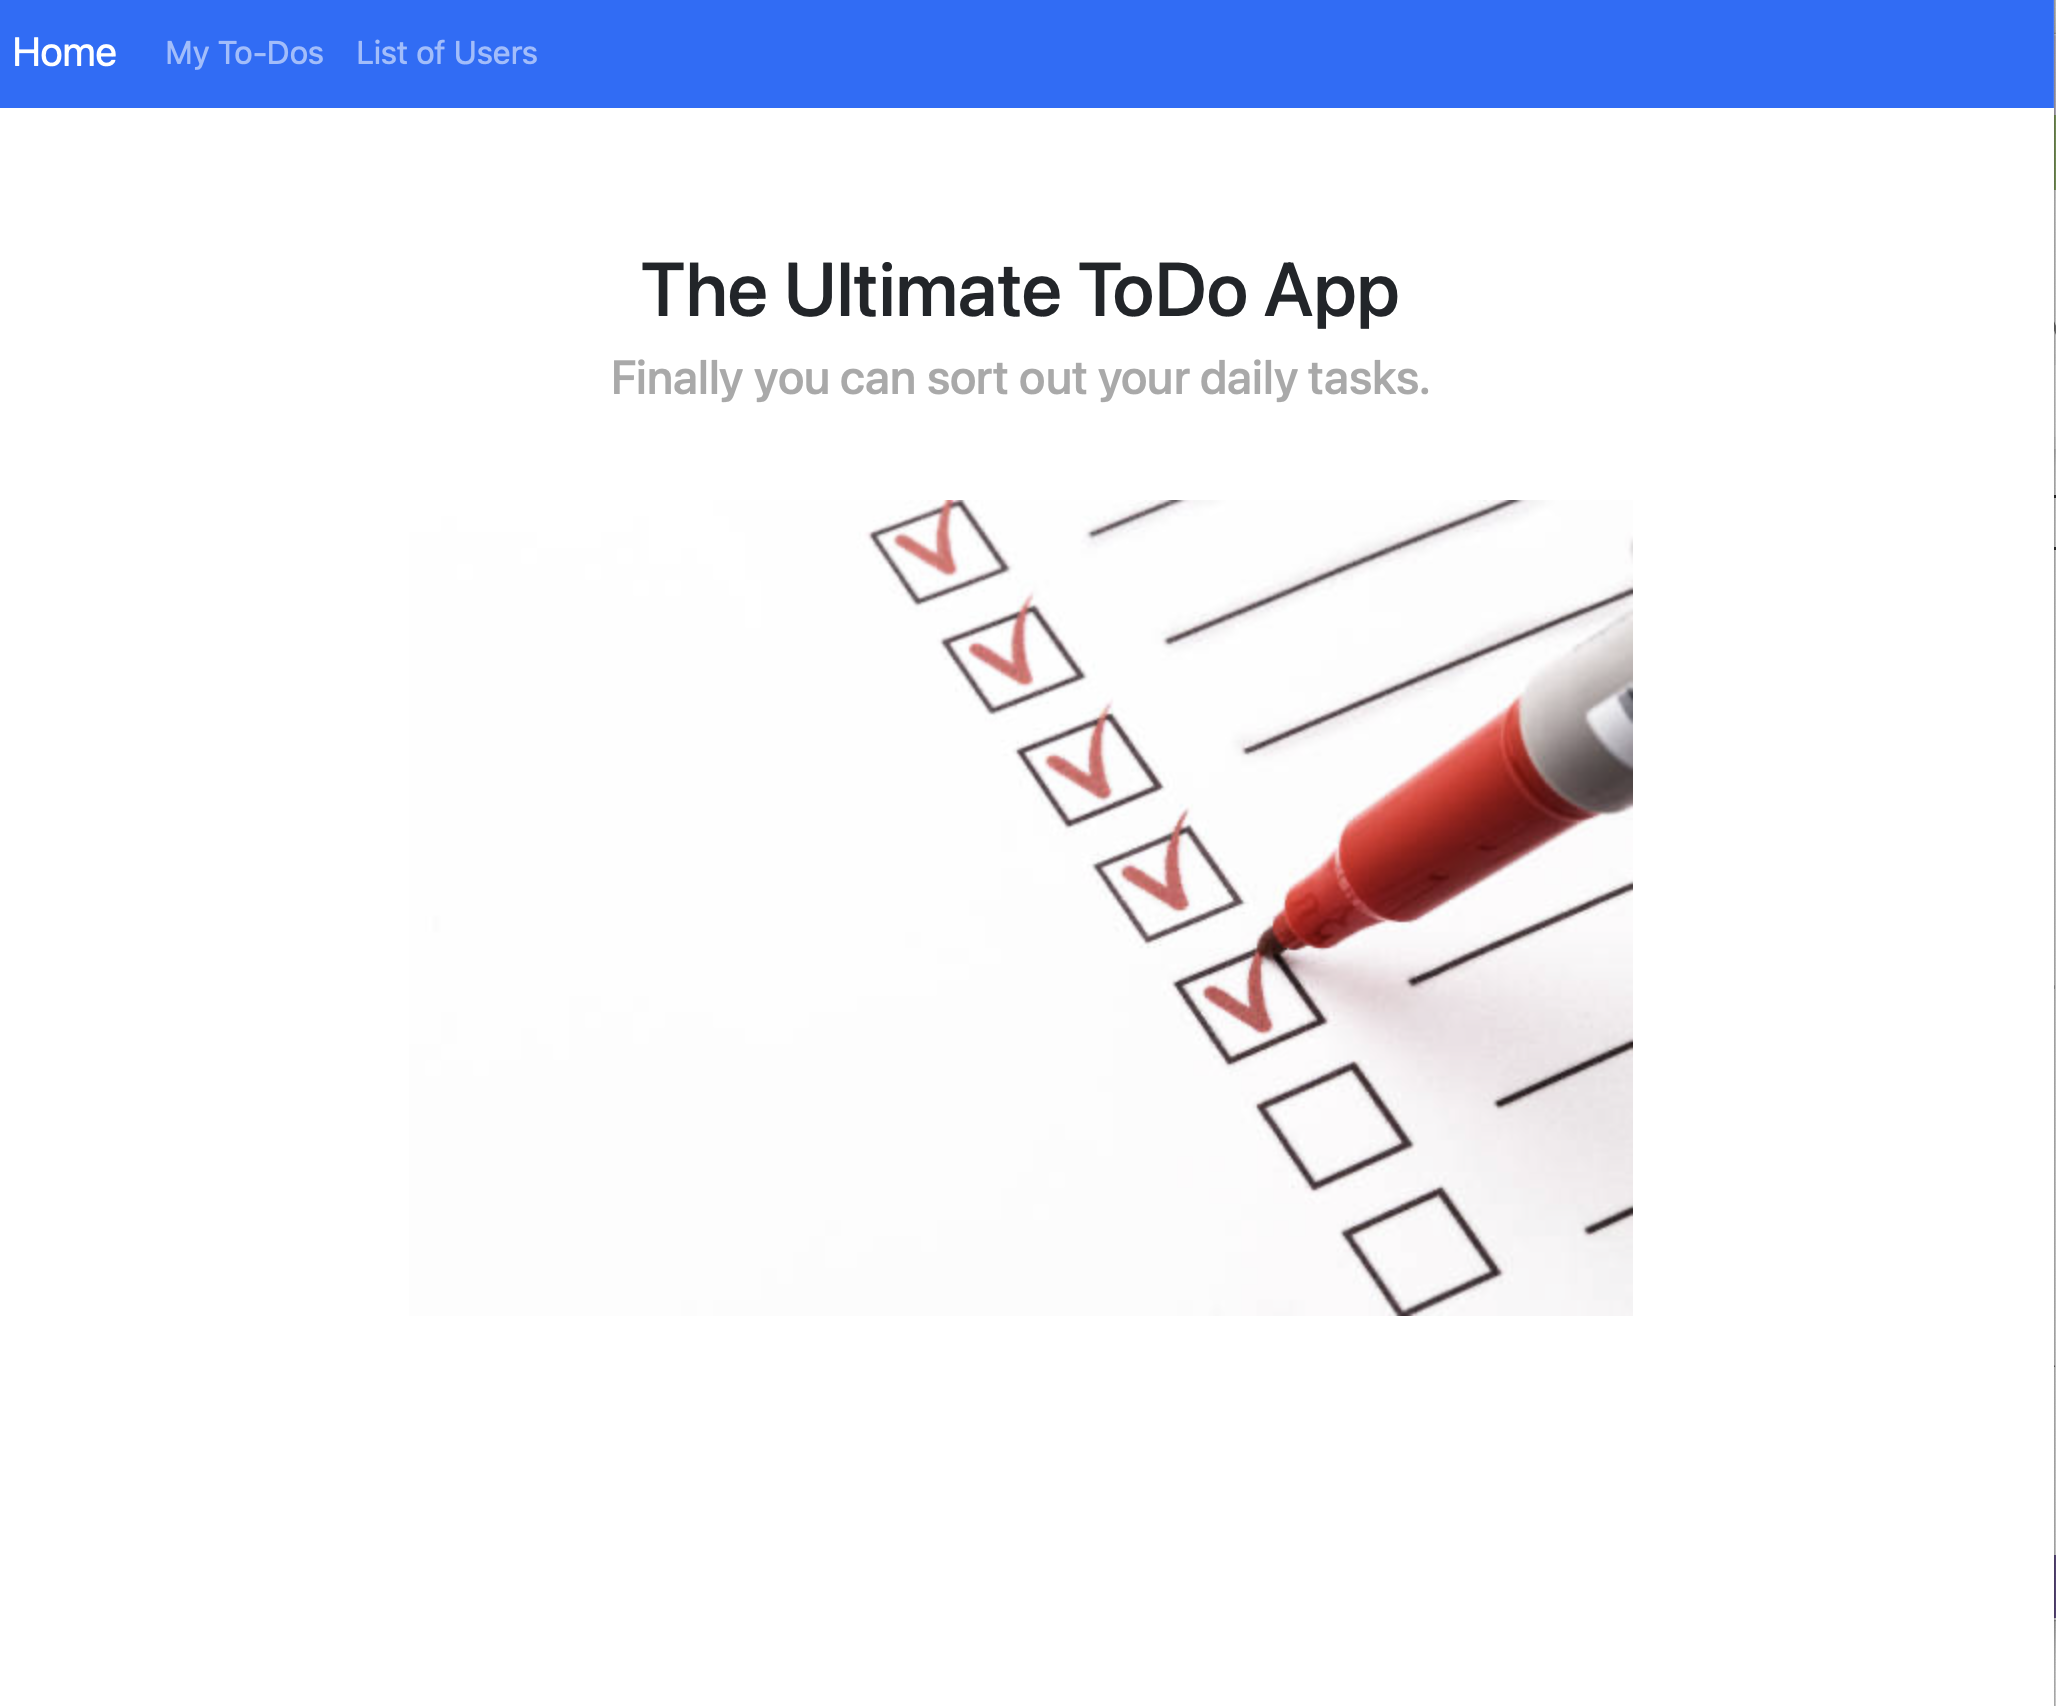 Home My To-Dos List of Users
The Ultimate ToDo App
Finally you can sort out your daily tasks.